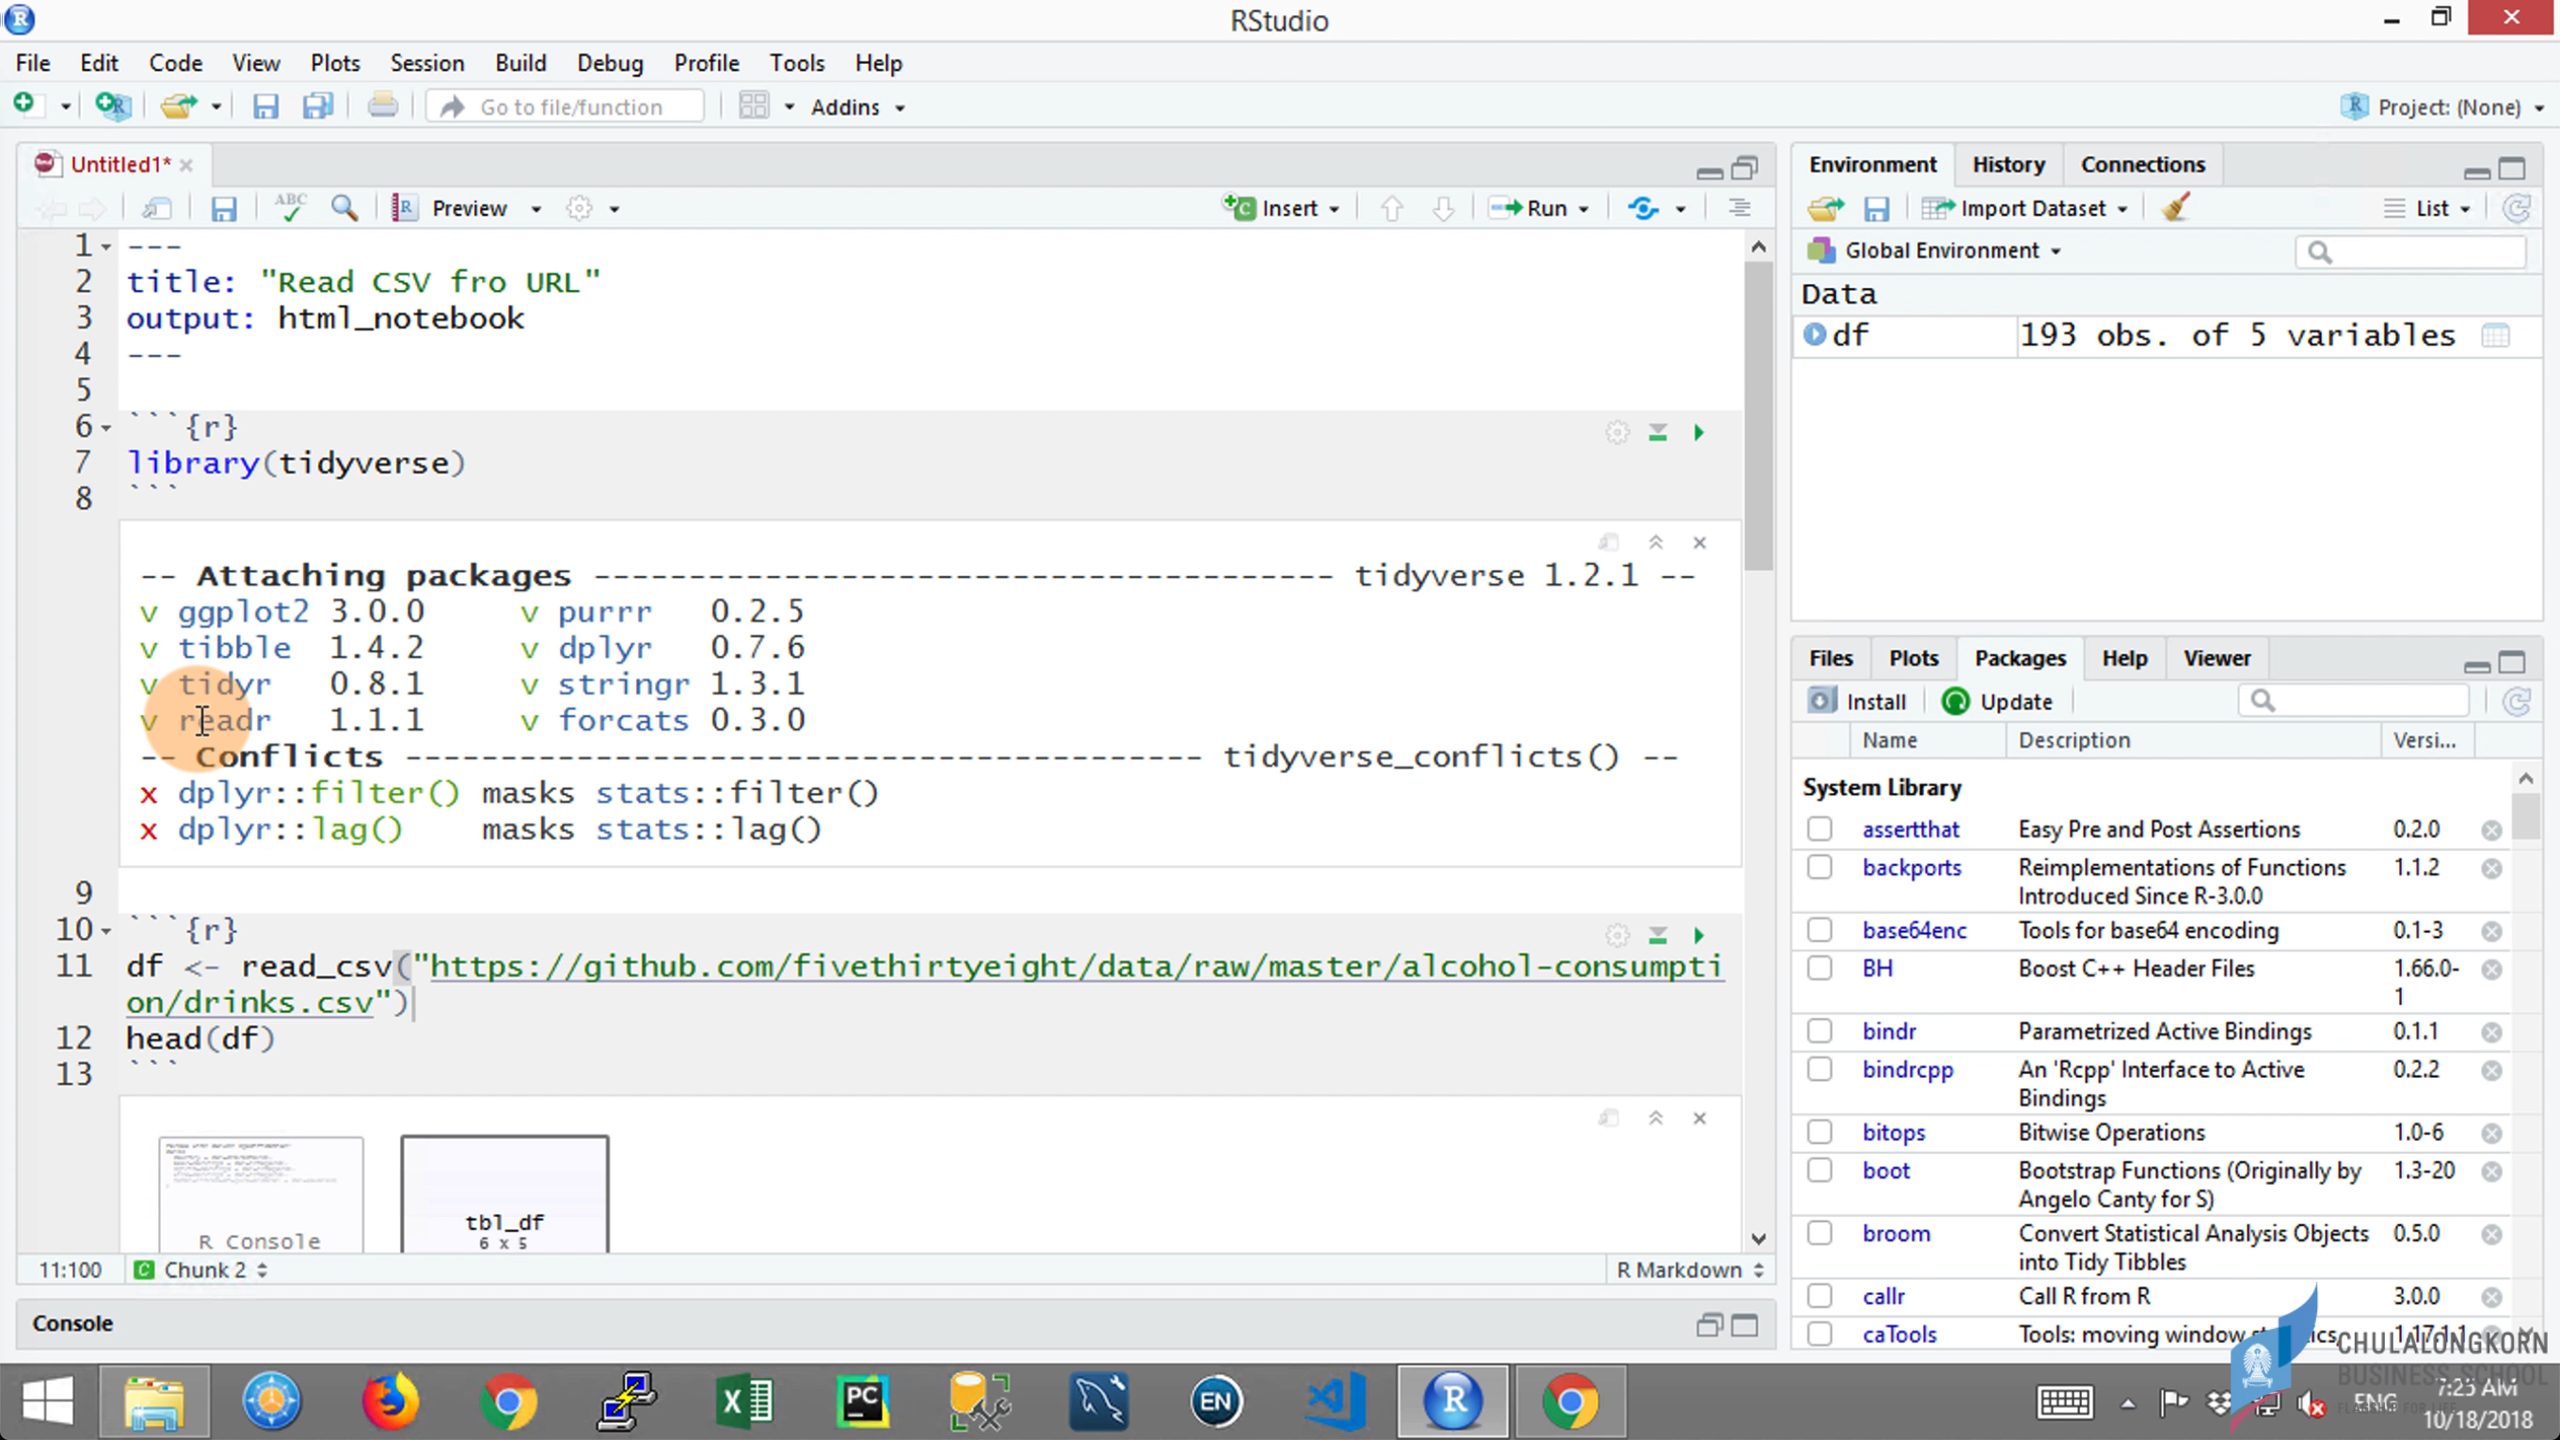 RStudio
File Edit Code View Plots Session Build Debug Profile Tools Help
Go to file/function Addins Project: (None)
Untitled1*
ABC Preview Insert Run
1 ---
2 title: "Read CSV fro URL"
3 output: html_notebook
4 ---
5
6 ```{r}
7 library(tidyverse)
8 ```
-- Attaching packages --------------------------------------- tidyverse 1.2.1 --
v ggplot2 3.0.0 v purrr 0.2.5
v tibble 1.4.2 v dplyr 0.7.6
v tidyr 0.8.1 v stringr 1.3.1
v readr 1.1.1 v forcats 0.3.0
-- Conflicts ------------------------------------------ tidyverse_conflicts() --
x dplyr::filter() masks stats::filter()
x dplyr::lag() masks stats::lag()
9
10 ```{r}
11 df <- read_csv("https://github.com/fivethirtyeight/data/raw/master/alcohol-consumpti
on/drinks.csv")
12 head(df)
13 ```
R Console
tbl_df
6 x 5
11:100 Chunk 2 R Markdown
Console
Environment History Connections
Import Dataset List
Global Environment
Data
df 193 obs. of 5 variables
Files Plots Packages Help Viewer
Install Update
Name Description Versi...
System Library
assertthat Easy Pre and Post Assertions 0.2.0
backports Reimplementations of Functions 1.1.2
Introduced Since R-3.0.0
base64enc Tools for base64 encoding 0.1-3
BH Boost C++ Header Files 1.66.0-
1
bindr Parametrized Active Bindings 0.1.1
bindrcpp An 'Rcpp' Interface to Active 0.2.2
Bindings
bitops Bitwise Operations 1.0-6
boot Bootstrap Functions (Originally by 1.3-20
Angelo Canty for S)
broom Convert Statistical Analysis Objects 0.5.0
into Tidy Tibbles
callr Call R from R 3.0.0
caTools Tools: moving window
CHULALONGKORN
BUSINESS SCHOOL
PC EN R ENG 7:25 AM
10/18/2018